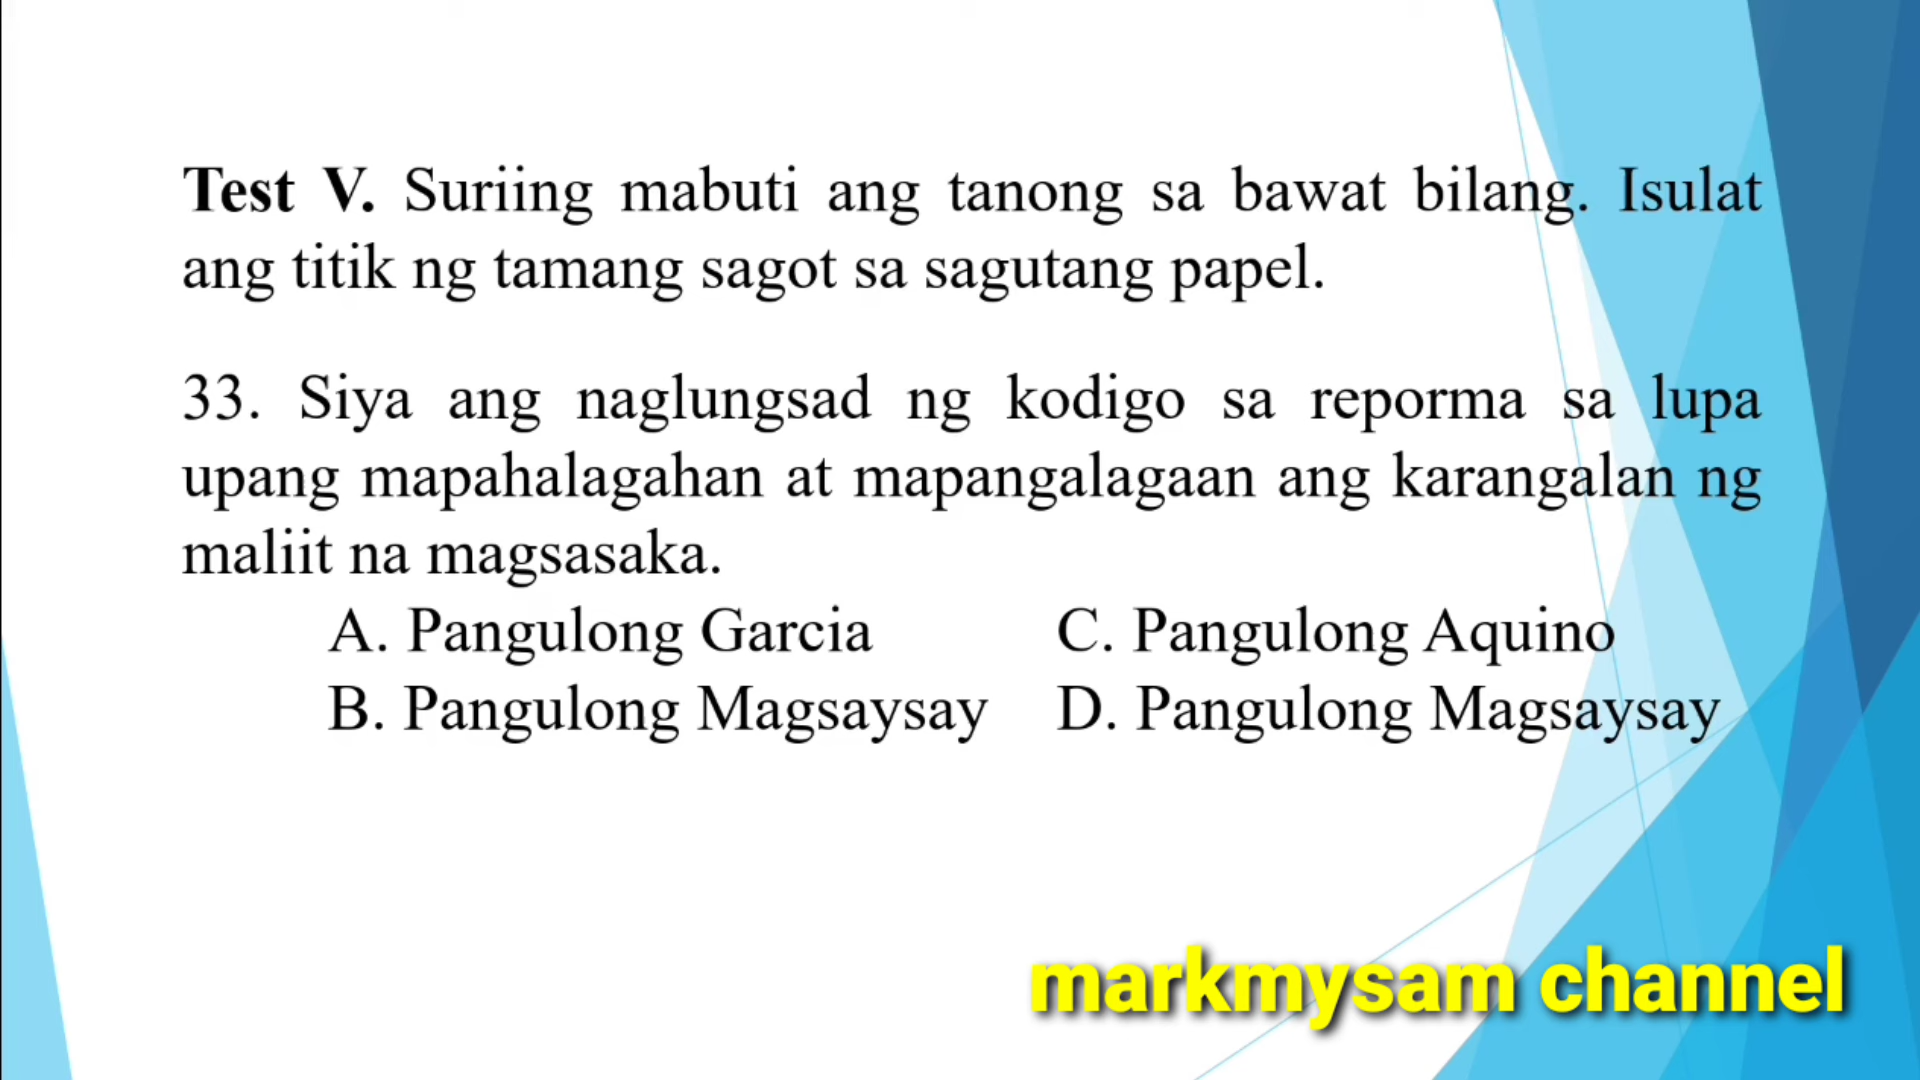 Test V. Suriing mabuti ang tanong sa bawat bilang. Isulat
ang titik ng tamang sagot sa sagutang papel.
33. Siya ang naglungsad ng kodigo sa reporma sa lupa
upang mapahalagahan at mapangalagaan ang karangalan ng
maliit na magsasaka.
A. Pangulong Garcia C. Pangulong Aquino
B. Pangulong Magsaysay D. Pangulong Magsaysay
markmysam channel